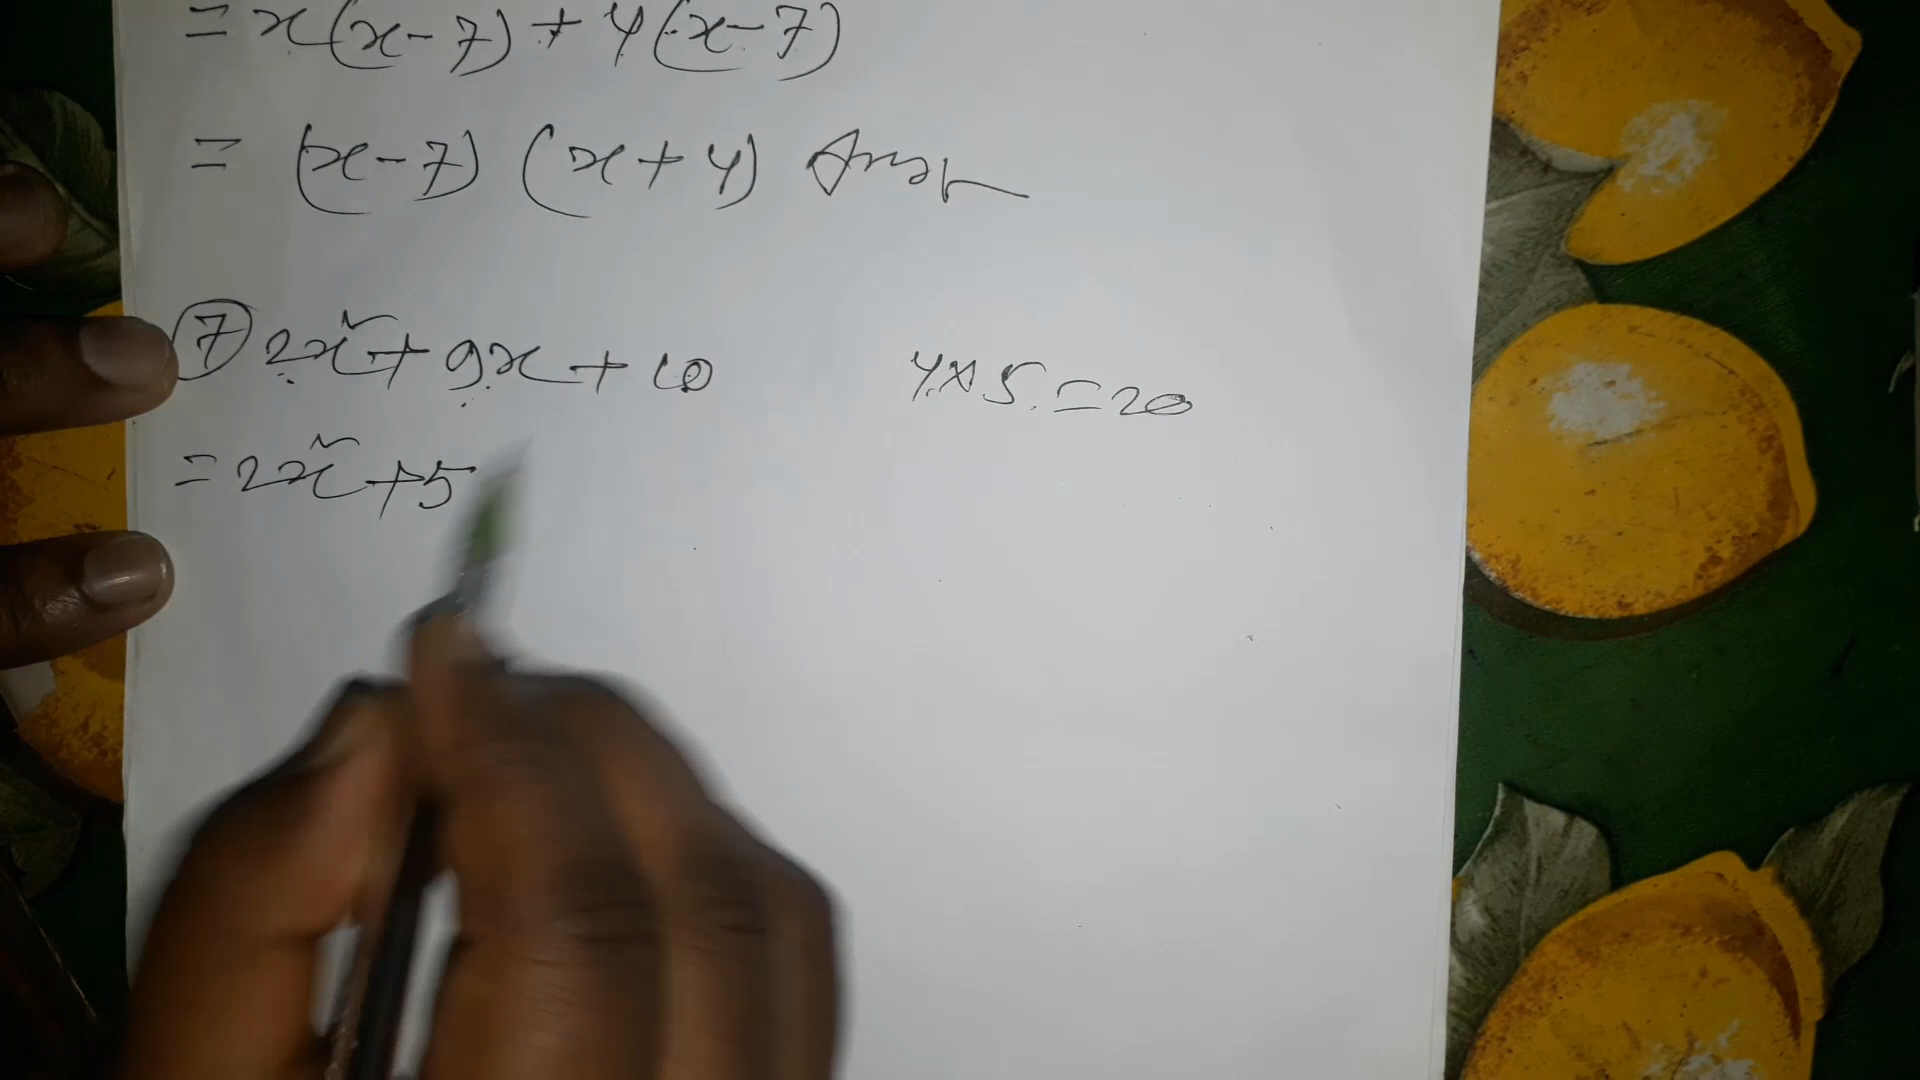 = x(x-7) + 4(x-7)
= (x-7) (x+4) Ans
⑦ 2x² + 9x + 10
4×5 = 20
= 2x² + 5